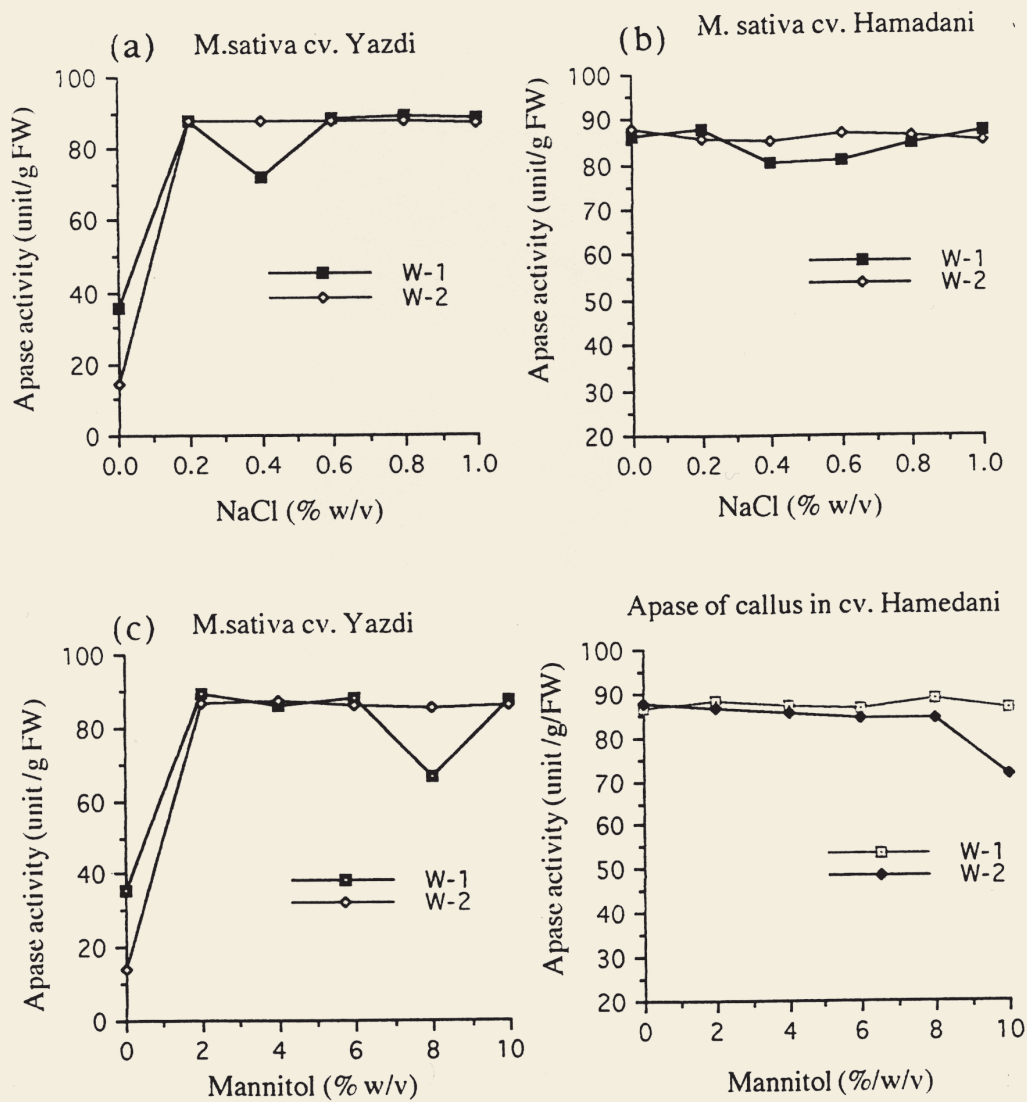 (a) M.sativa cv. Yazdi
Apase activity (unit/g FW)
100
80
60
40
20
0
W-1
W-2
0.0 0.2 0.4 0.6 0.8 1.0
NaCl (% w/v)
(b) M. sativa cv. Hamadani
Apase activity (unit/g FW)
100
90
80
70
60
50
40
30
20
W-1
W-2
0.0 0.2 0.4 0.6 0.8 1.0
NaCl (% w/v)
(c) M.sativa cv. Yazdi
Apase activity (unit /g FW)
100
80
60
40
20
0
W-1
W-2
0 2 4 6 8 10
Mannitol (% w/v)
Apase of callus in cv. Hamedani
Apase activity (unit /g/FW)
100
90
80
70
60
50
40
30
20
W-1
W-2
0 2 4 6 8 10
Mannitol (%/w/v)